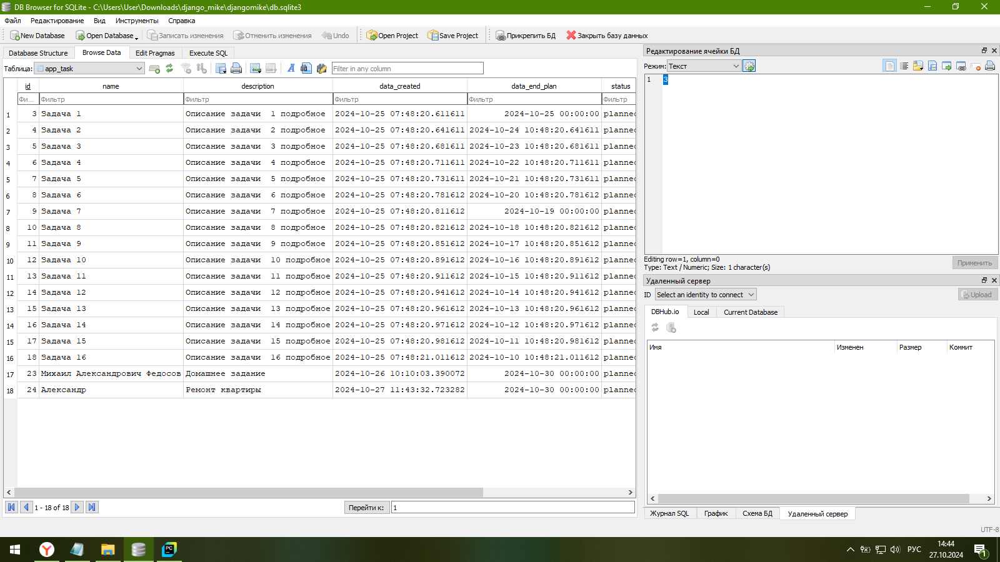 DB Browser for SQLite - C:\Users\User\Downloads\django_mike\djangomike\db.sqlite3
Файл Редактирование Вид Инструменты Справка
New Database Open Database Записать изменения Отменить изменения Undo Open Project Save Project Прикрепить БД Закрыть базу данных
Database Structure Browse Data Edit Pragmas Execute SQL
Таблица: app_task Filter in any column
id name description data_created data_end_plan status
Фи... Фильтр Фильтр Фильтр Фильтр Фильтр
1 3 Задача 1 Описание задачи 1 подробное 2024-10-25 07:48:20.611611 2024-10-25 00:00:00 planned
2 4 Задача 2 Описание задачи 2 подробное 2024-10-25 07:48:20.641611 2024-10-24 10:48:20.641611 planned
3 5 Задача 3 Описание задачи 3 подробное 2024-10-25 07:48:20.681611 2024-10-23 10:48:20.681611 planned
4 6 Задача 4 Описание задачи 4 подробное 2024-10-25 07:48:20.711611 2024-10-22 10:48:20.711611 planned
5 7 Задача 5 Описание задачи 5 подробное 2024-10-25 07:48:20.731611 2024-10-21 10:48:20.731611 planned
6 8 Задача 6 Описание задачи 6 подробное 2024-10-25 07:48:20.781612 2024-10-20 10:48:20.781612 planned
7 9 Задача 7 Описание задачи 7 подробное 2024-10-25 07:48:20.811612 2024-10-19 00:00:00 planned
8 10 Задача 8 Описание задачи 8 подробное 2024-10-25 07:48:20.821612 2024-10-18 10:48:20.821612 planned
9 11 Задача 9 Описание задачи 9 подробное 2024-10-25 07:48:20.851612 2024-10-17 10:48:20.851612 planned
10 12 Задача 10 Описание задачи 10 подробное 2024-10-25 07:48:20.891612 2024-10-16 10:48:20.891612 planned
11 13 Задача 11 Описание задачи 11 подробное 2024-10-25 07:48:20.911612 2024-10-15 10:48:20.911612 planned
12 14 Задача 12 Описание задачи 12 подробное 2024-10-25 07:48:20.941612 2024-10-14 10:48:20.941612 planned
13 15 Задача 13 Описание задачи 13 подробное 2024-10-25 07:48:20.961612 2024-10-13 10:48:20.961612 planned
14 16 Задача 14 Описание задачи 14 подробное 2024-10-25 07:48:20.971612 2024-10-12 10:48:20.971612 planned
15 17 Задача 15 Описание задачи 15 подробное 2024-10-25 07:48:20.981612 2024-10-11 10:48:20.981612 planned
16 18 Задача 16 Описание задачи 16 подробное 2024-10-25 07:48:21.011612 2024-10-10 10:48:21.011612 planned
17 23 Михаил Александрович Федосов Домашнее задание 2024-10-26 10:10:03.390072 2024-10-30 00:00:00 planned
18 24 Александр Ремонт квартиры 2024-10-27 11:43:32.723282 2024-10-30 00:00:00 planned
1 - 18 of 18 Перейти к: 1
Редактирование ячейки БД
Режим: Текст
1 3
Editing row=1, column=0
Type: Text / Numeric; Size: 1 character(s)
Применить
Удаленный сервер
ID Select an identity to connect Upload
DBHub.io Local Current Database
Имя Изменен Размер Коммит
Журнал SQL График Схема БД Удаленный сервер
UTF-8
Y PC РУС 14:44
27.10.2024 1